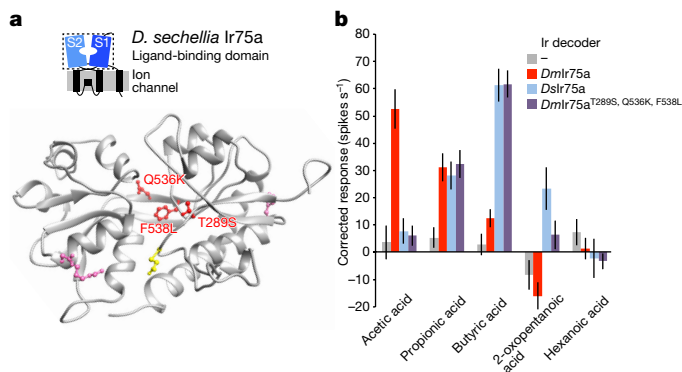 a
S2 S1
D. sechellia Ir75a
Ligand-binding domain
Ion
channel
Q536K
F538L
T289S
b
Corrected response (spikes s⁻¹)
80
70
60
50
40
30
20
10
0
−10
−20
Ir decoder
–
DmIr75a
DsIr75a
DmIr75aT289S, Q536K, F538L
Acetic acid
Propionic acid
Butyric acid
2-oxopentanoic
acid
Hexanoic acid